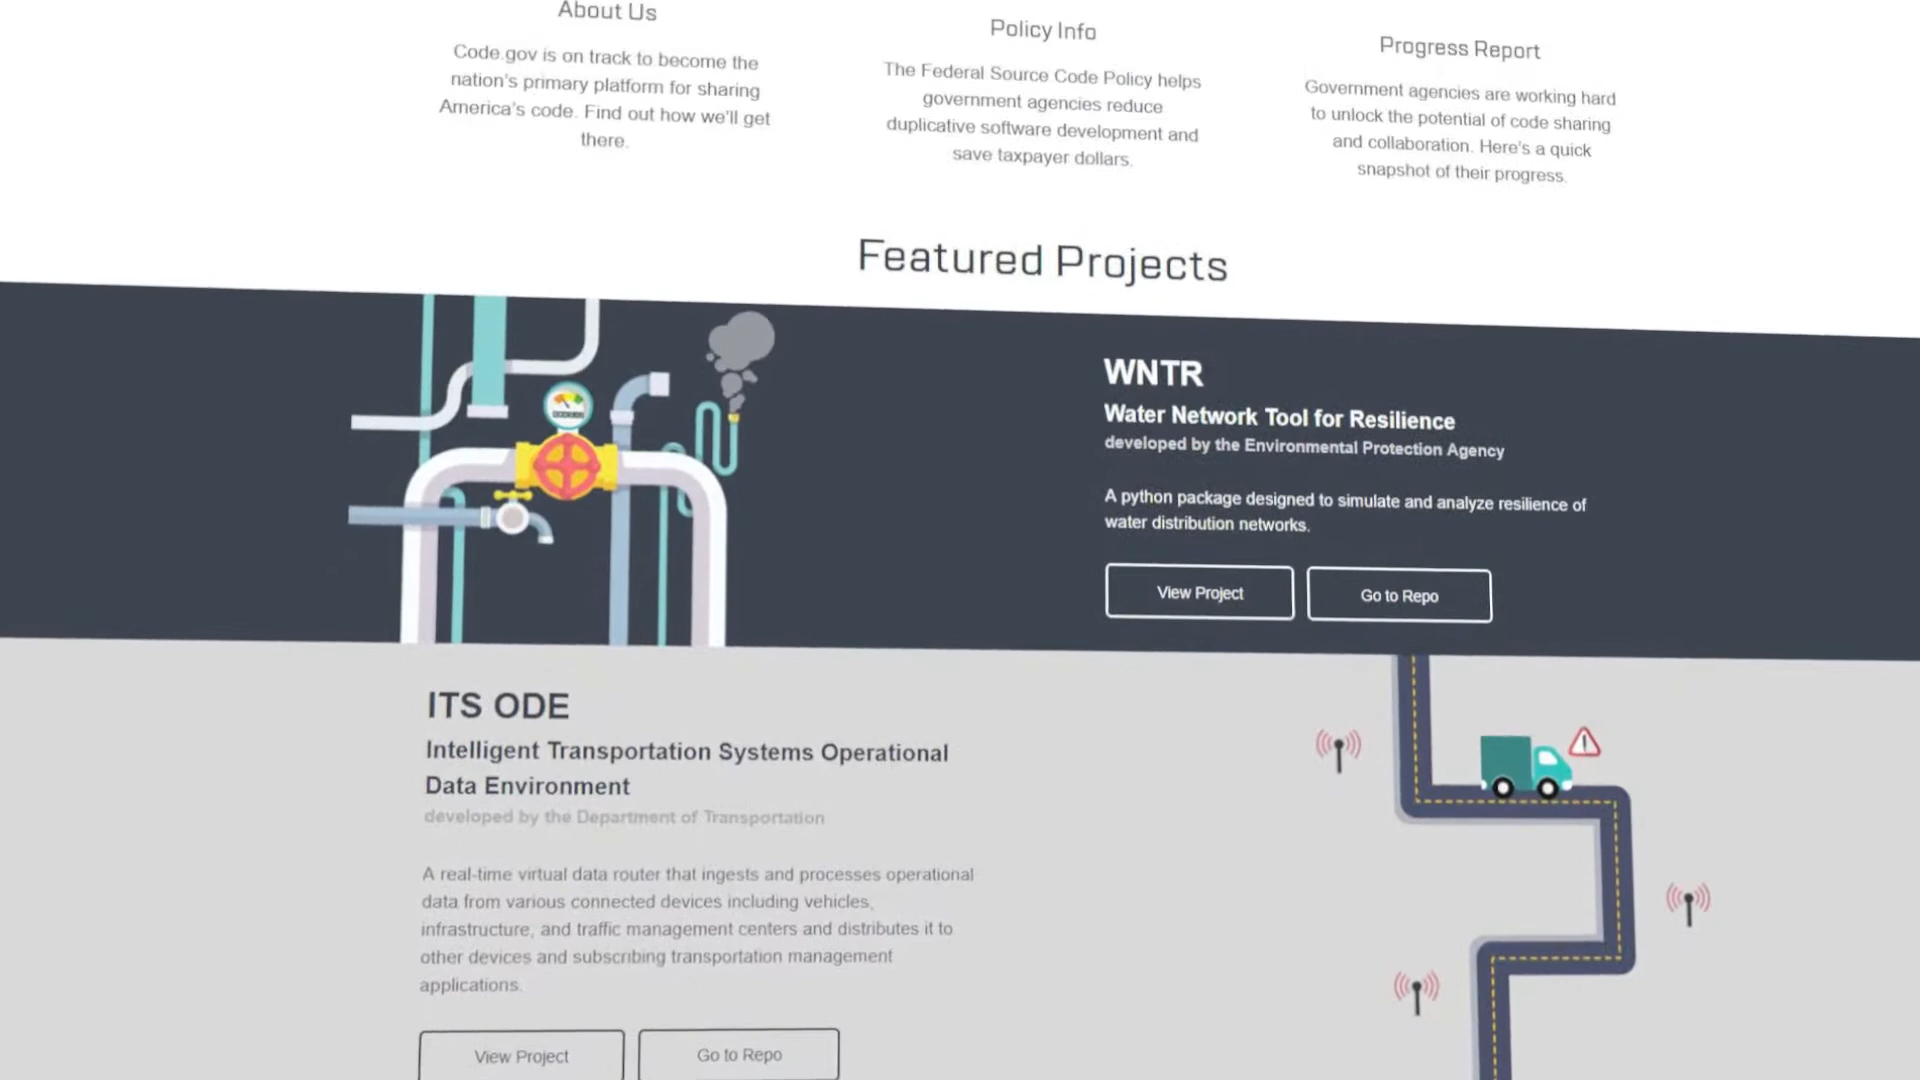 About Us
Code.gov is on track to become the
nation's primary platform for sharing
America's code. Find out how we'll get
there.
Policy Info
The Federal Source Code Policy helps
government agencies reduce
duplicative software development and
save taxpayer dollars.
Progress Report
Government agencies are working hard
to unlock the potential of code sharing
and collaboration. Here's a quick
snapshot of their progress.
Featured Projects
WNTR
Water Network Tool for Resilience
developed by the Environmental Protection Agency
A python package designed to simulate and analyze resilience of
water distribution networks.
View Project
Go to Repo
ITS ODE
Intelligent Transportation Systems Operational
Data Environment
developed by the Department of Transportation
A real-time virtual data router that ingests and processes operational
data from various connected devices including vehicles,
infrastructure, and traffic management centers and distributes it to
other devices and subscribing transportation management
applications.
View Project
Go to Repo